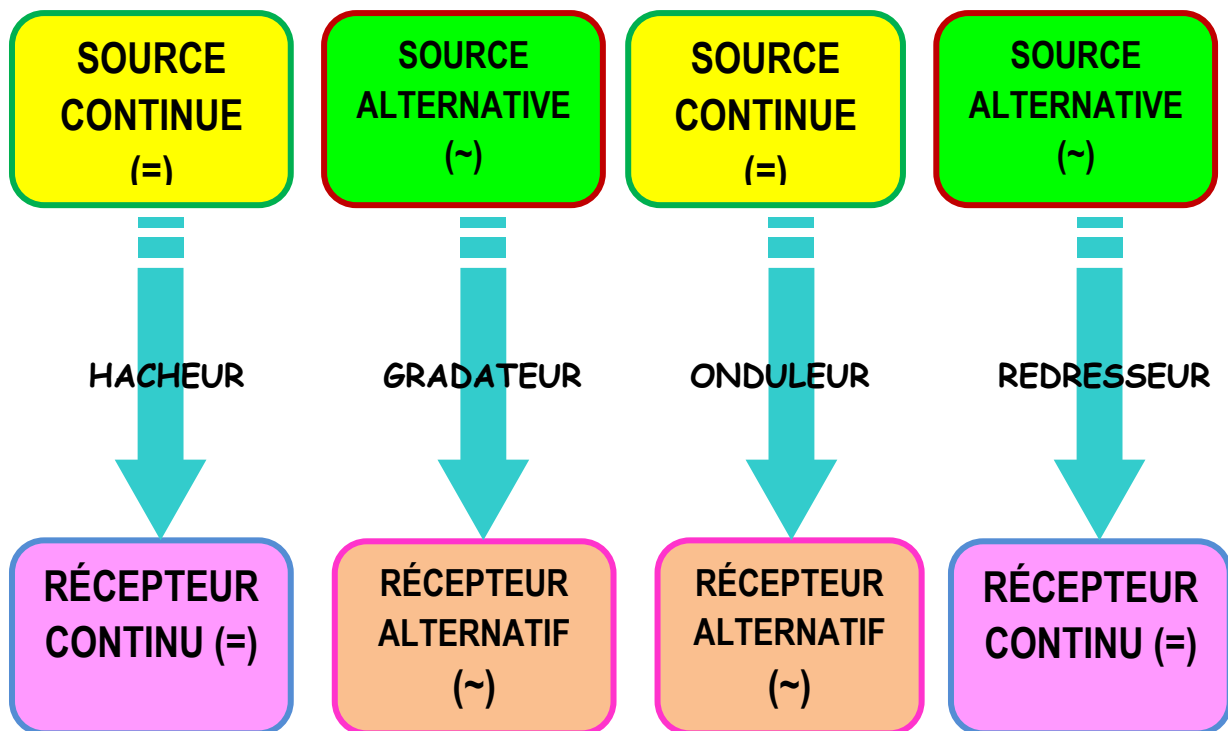 SOURCE
CONTINUE
(=)
SOURCE
ALTERNATIVE
(~)
SOURCE
CONTINUE
(=)
SOURCE
ALTERNATIVE
(~)
HACHEUR
GRADATEUR
ONDULEUR
REDRESSEUR
RÉCEPTEUR
CONTINU (=)
RÉCEPTEUR
ALTERNATIF
(~)
RÉCEPTEUR
ALTERNATIF
(~)
RÉCEPTEUR
CONTINU (=)